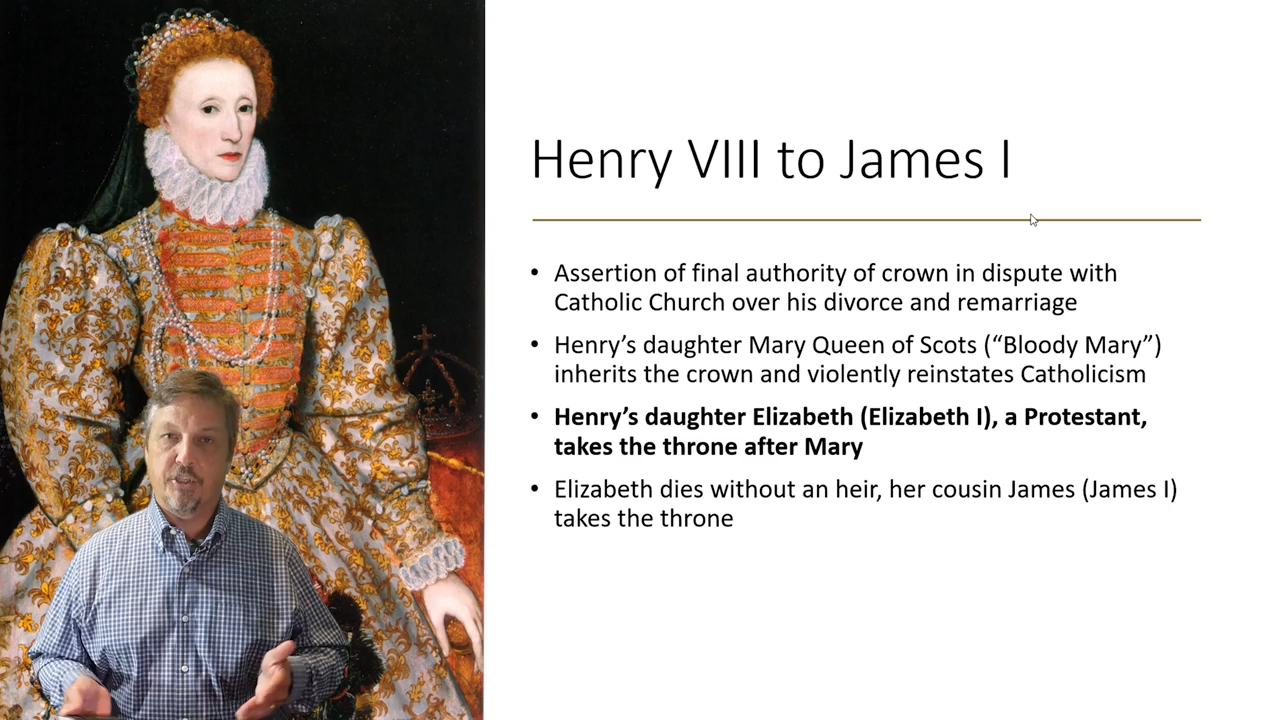 Henry VIII to James I
• Assertion of final authority of crown in dispute with
Catholic Church over his divorce and remarriage
• Henry’s daughter Mary Queen of Scots (“Bloody Mary”)
inherits the crown and violently reinstates Catholicism
• Henry’s daughter Elizabeth (Elizabeth I), a Protestant,
takes the throne after Mary
• Elizabeth dies without an heir, her cousin James (James I)
takes the throne